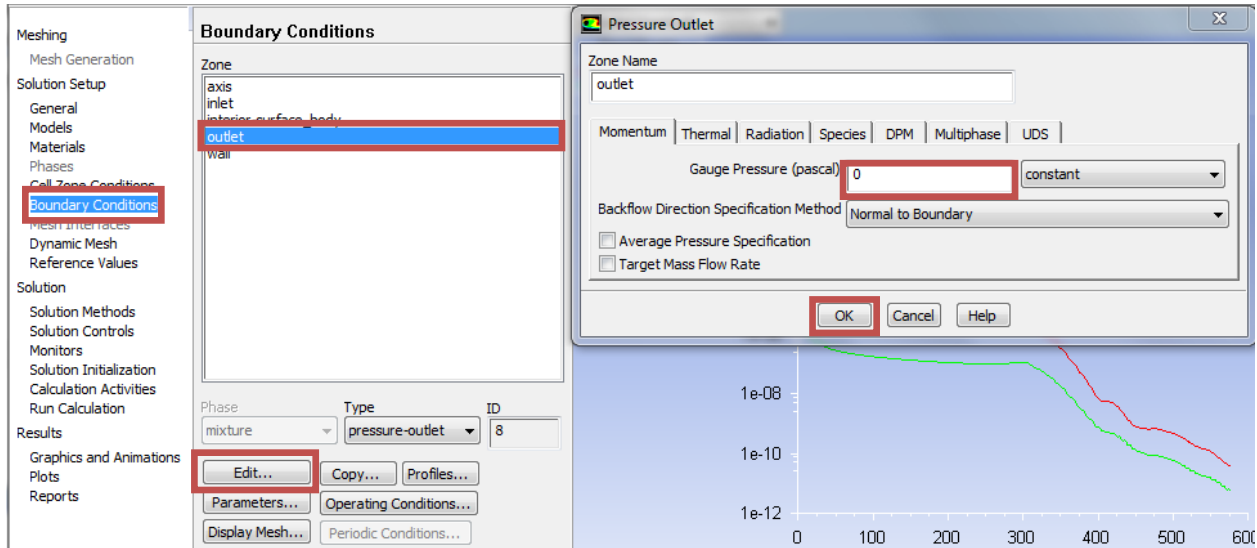 Meshing
Mesh Generation
Solution Setup
General
Models
Materials
Phases
Cell Zone Conditions
Boundary Conditions
Mesh Interfaces
Dynamic Mesh
Reference Values
Solution
Solution Methods
Solution Controls
Monitors
Solution Initialization
Calculation Activities
Run Calculation
Results
Graphics and Animations
Plots
Reports
Boundary Conditions
Zone
axis
inlet
interior-surface_body
outlet
wall
Phase Type ID
mixture pressure-outlet 8
Edit... Copy... Profiles...
Parameters... Operating Conditions...
Display Mesh... Periodic Conditions...
Pressure Outlet
Zone Name
outlet
Momentum Thermal Radiation Species DPM Multiphase UDS
Gauge Pressure (pascal) 0 constant
Backflow Direction Specification Method Normal to Boundary
Average Pressure Specification
Target Mass Flow Rate
OK Cancel Help
1e-08
1e-10
1e-12
0 100 200 300 400 500 600